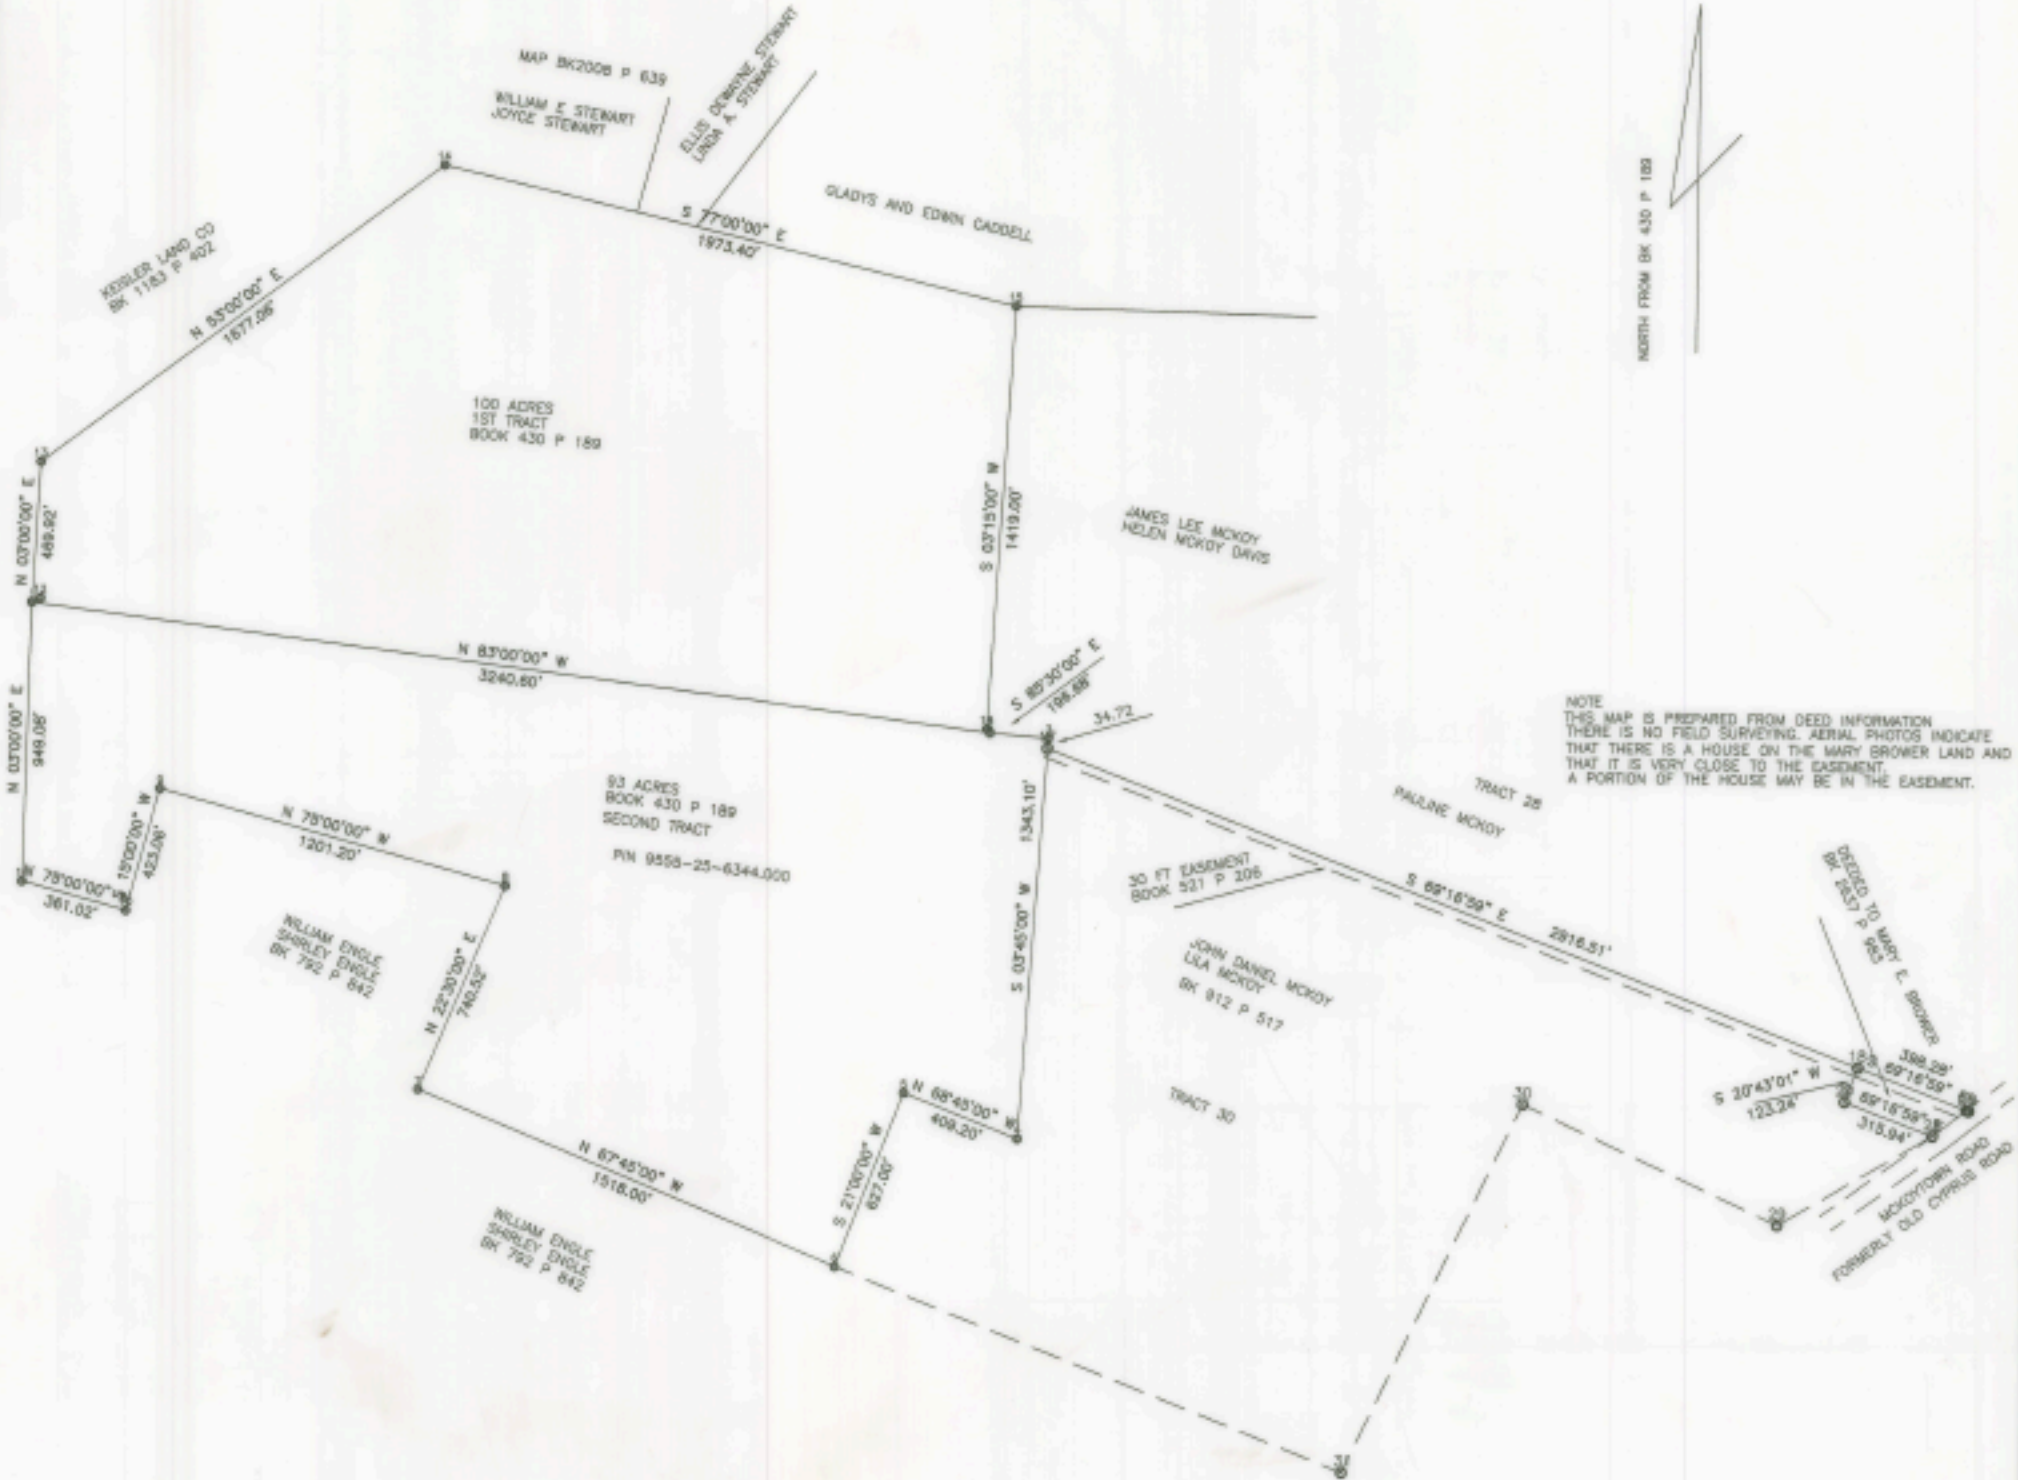 MAP BK2008 P 639
WILLIAM E STEWART
JOYCE STEWART
ELLIS DEWAYNE STEWART
LINDA A. STEWART
GLADYS AND EDWIN CADDELL
S 77°00'00" E
1973.40'
KEISLER LAND CO
BK 1183 P 402
N 53°00'00" E
1677.06'
NORTH FROM BK 430 P 189
100 ACRES
1ST TRACT
BOOK 430 P 189
N 03°00'00" E
489.92'
S 03°15'00" W
1419.00'
JAMES LEE MCKOY
HELEN MCKOY DAVIS
N 83°00'00" W
3240.60'
S 85°30'00" E
34.72
N 03°00'00" E
949.08'
NOTE
THIS MAP IS PREPARED FROM DEED INFORMATION
THERE IS NO FIELD SURVEYING. AERIAL PHOTOS INDICATE
THAT THERE IS A HOUSE ON THE MARY BROWER LAND AND
THAT IT IS VERY CLOSE TO THE EASEMENT.
A PORTION OF THE HOUSE MAY BE IN THE EASEMENT.
93 ACRES
BOOK 430 P 189
SECOND TRACT
PIN 9558-25-6344.000
TRACT 28
PAULINE MCKOY
N 75°00'00" W
1201.20'
15°00'00" W
423.06'
N 75°00'00" W
361.02'
1343.10'
S 03°45'00" W
30 FT EASEMENT
BOOK 521 P 206
S 69°16'59" E
2816.51'
DEEDED TO MARY E. BROWER
BK 2637 P 983
WILLIAM ENGLE
SHIRLEY ENGLE
BK 792 P 842
N 22°30'00" E
740.52'
JOHN DANIEL MCKOY
LILA MCKOY
BK 912 P 517
TRACT 30
18
398.28'
69°16'59"
S 20°43'01" W
123.24'
69°16'59"
315.94'
30
29
N 68°45'00" W
409.20'
S 21°00'00" W
627.00'
N 67°45'00" W
1518.00'
MCKOYTOWN ROAD
FORMERLY OLD CYPRUS ROAD
WILLIAM ENGLE
SHIRLEY ENGLE
BK 792 P 842
31